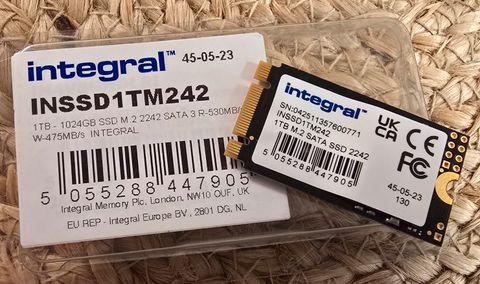 integral™ 45-05-23
INSSD1TM242
1TB - 1024GB SSD M.2 2242 SATA 3 R-530MB/S
W-475MB/s INTEGRAL
5 055288 447905
Integral Memory Plc, London, NW10 OUF. UK
EU REP - Integral Europe BV, 2801 DG, NL
integral™
SN:042511357600771
INSSD1TM242
1TB M.2 SATA SSD 2242
5 055288 447905
UK
CA
CE
FC
45-05-23
130